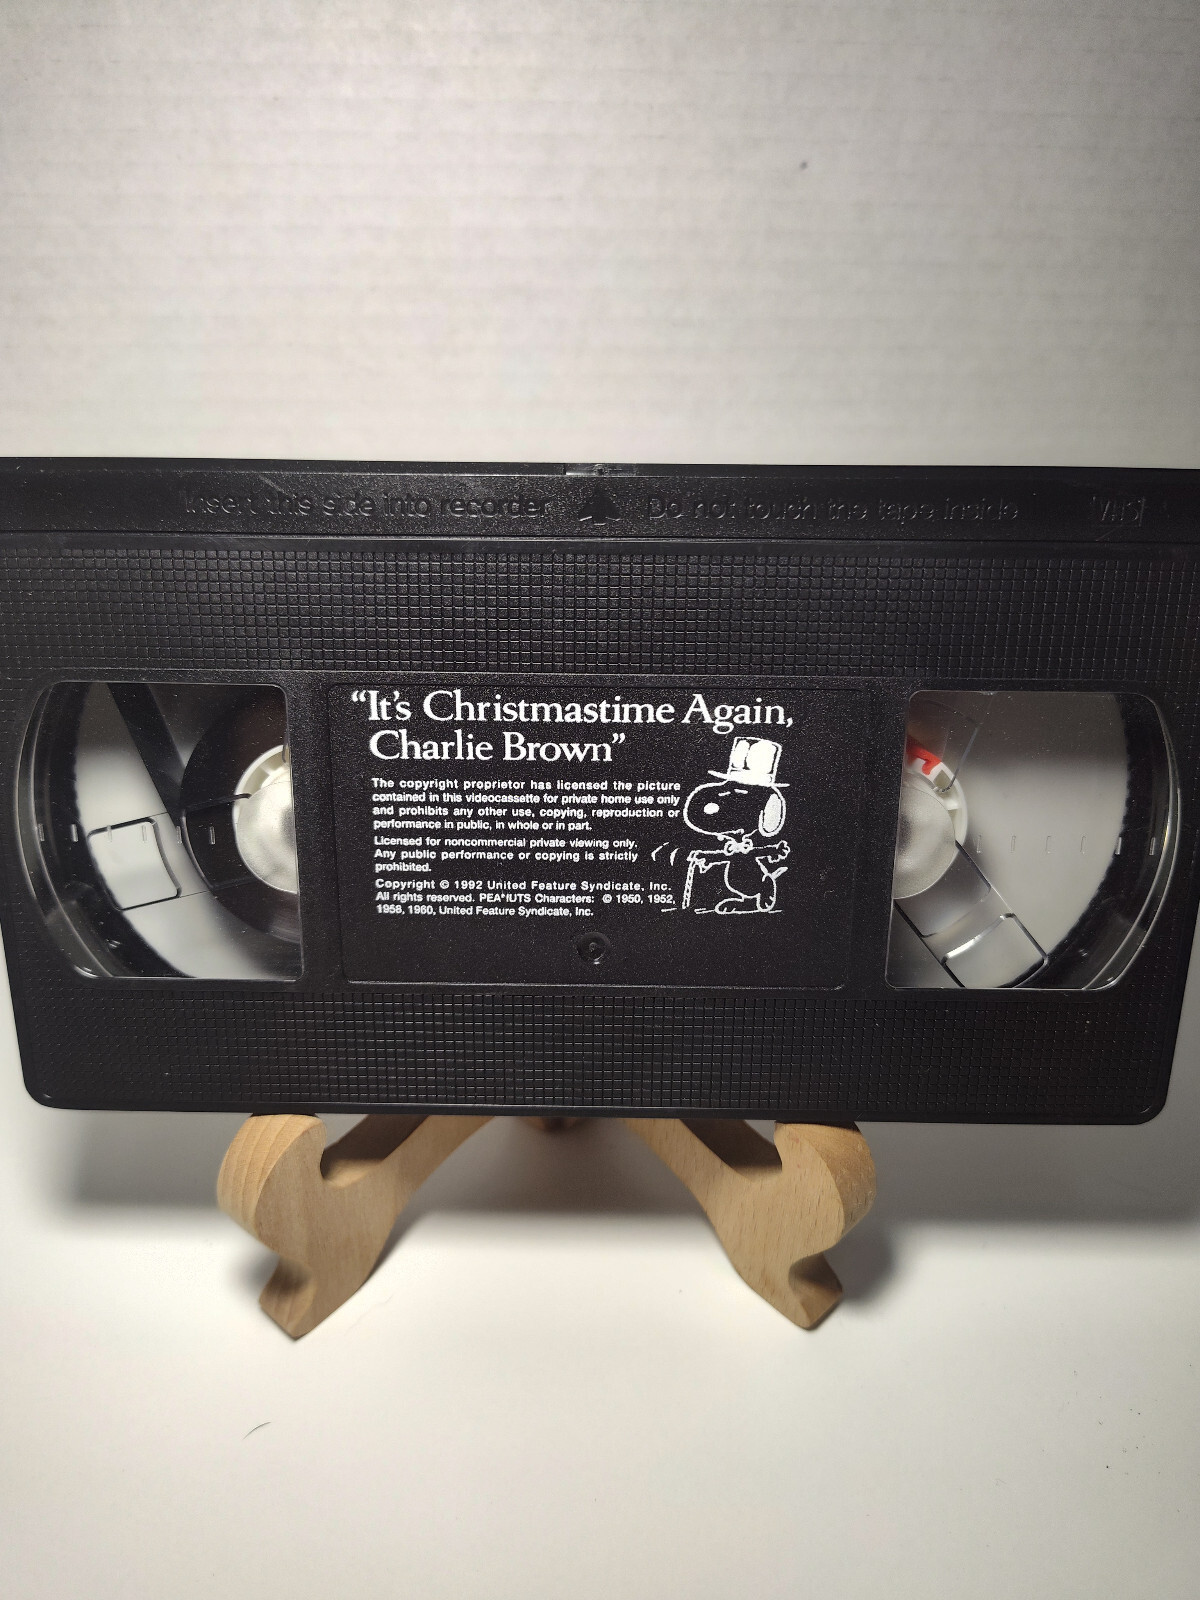 Insert this side into recorder Do not touch the tape inside VHS
"It's Christmastime Again,
Charlie Brown"
The copyright proprietor has licensed the picture
contained in this videocassette for private home use only
and prohibits any other use, copying, reproduction or
performance in public, in whole or in part.
Licensed for noncommercial private viewing only.
Any public performance or copying is strictly
prohibited.
Copyright © 1992 United Feature Syndicate, Inc.
All rights reserved. PEANUTS Characters: © 1950, 1952,
1958, 1960, United Feature Syndicate, Inc.